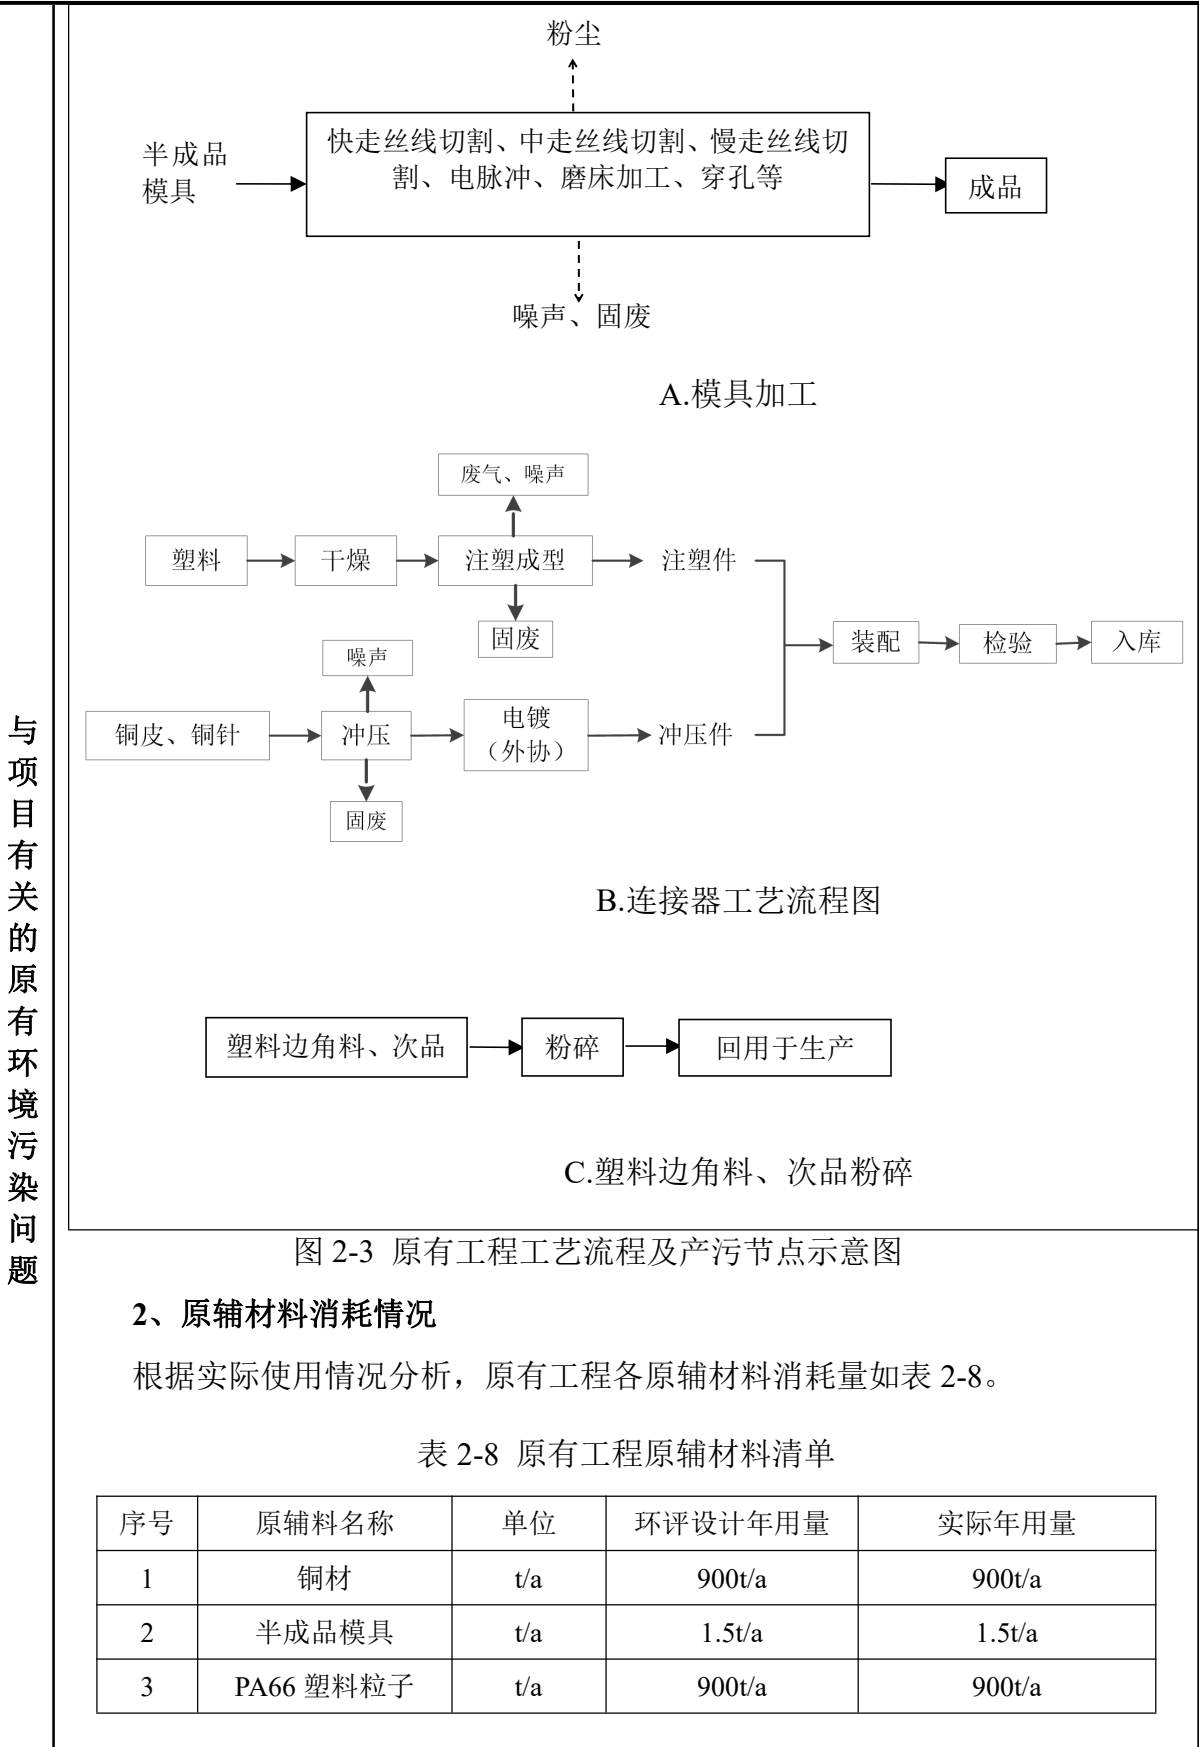 与
项
目
有
关
的
原
有
环
境
污
染
问
题
粉尘
半成品
模具
快走丝线切割、中走丝线切割、慢走丝线切
割、电脉冲、磨床加工、穿孔等
成品
噪声、固废
A.模具加工
废气、噪声
塑料
干燥
注塑成型
注塑件
固废
噪声
装配
检验
入库
铜皮、铜针
冲压
电镀
（外协）
冲压件
固废
B.连接器工艺流程图
塑料边角料、次品
粉碎
回用于生产
C.塑料边角料、次品粉碎
图 2-3 原有工程工艺流程及产污节点示意图
2、原辅材料消耗情况
根据实际使用情况分析，原有工程各原辅材料消耗量如表 2-8。
表 2-8 原有工程原辅材料清单
序号 原辅料名称 单位 环评设计年用量 实际年用量
1 铜材 t/a 900t/a 900t/a
2 半成品模具 t/a 1.5t/a 1.5t/a
3 PA66 塑料粒子 t/a 900t/a 900t/a